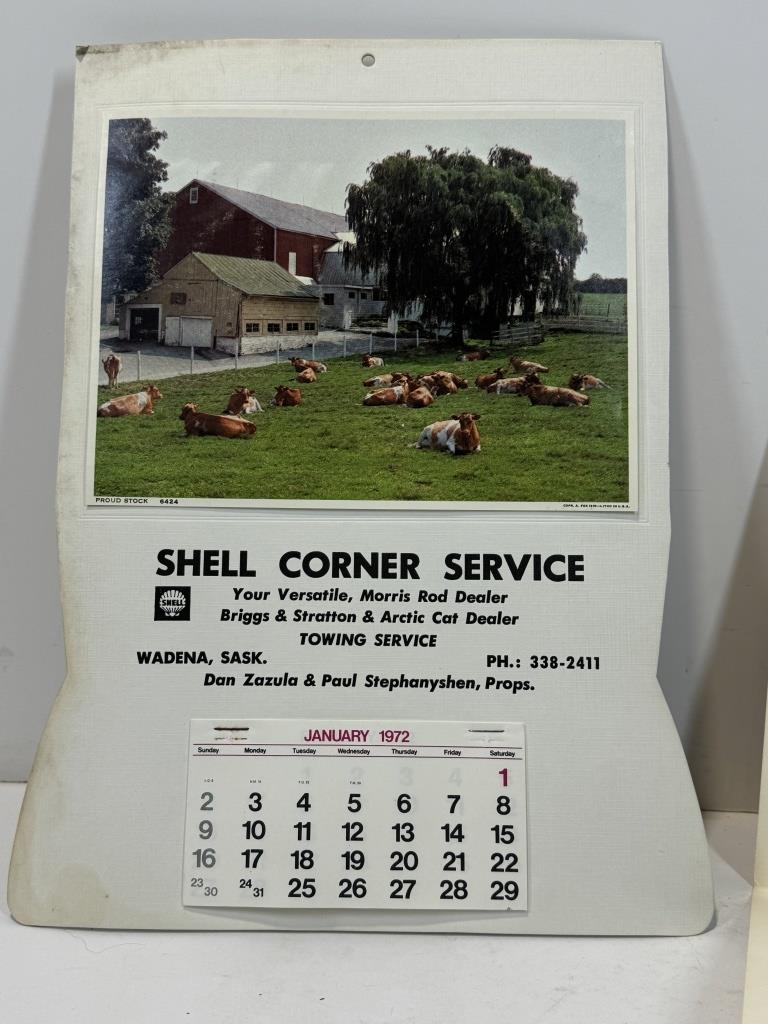 PROUD STOCK 6424
SHELL CORNER SERVICE
SHELL
Your Versatile, Morris Rod Dealer
Briggs & Stratton & Arctic Cat Dealer
TOWING SERVICE
WADENA, SASK. PH.: 338-2411
Dan Zazula & Paul Stephanyshen, Props.
JANUARY 1972
Sunday Monday Tuesday Wednesday Thursday Friday Saturday
1
2 3 4 5 6 7 8
9 10 11 12 13 14 15
16 17 18 19 20 21 22
23/30 24/31 25 26 27 28 29